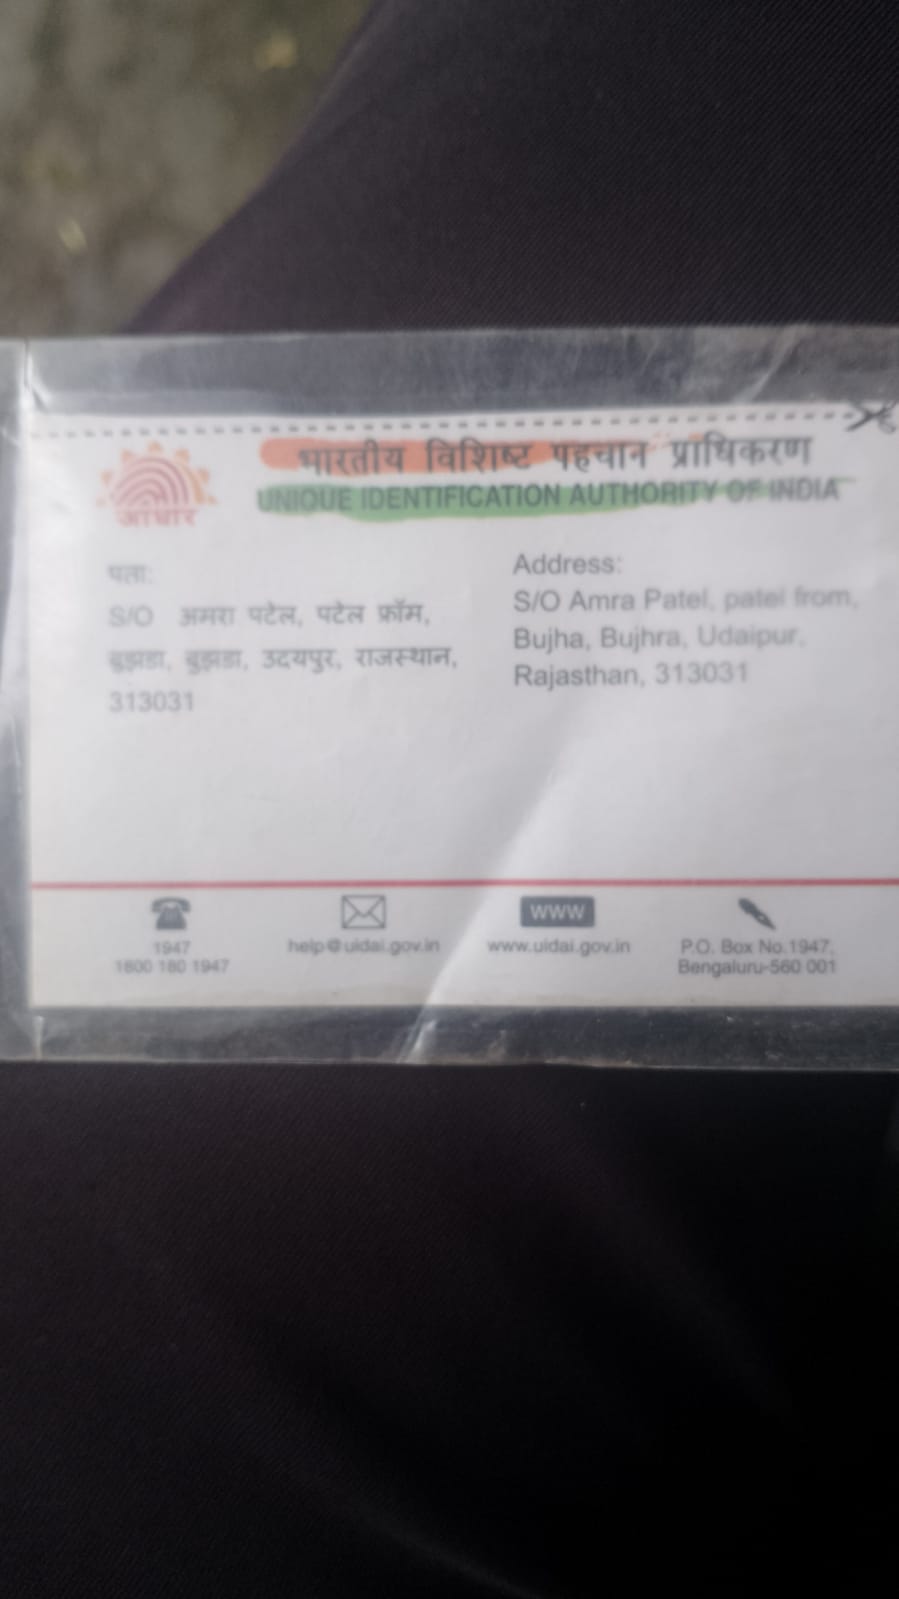 भारतीय विशिष्ट पहचान प्राधिकरण
UNIQUE IDENTIFICATION AUTHORITY OF INDIA
आधार
पता:
S/O अमरा पटेल, पटेल फ्रॉम,
बुझडा, बुझडा, उदयपुर, राजस्थान,
313031
Address:
S/O Amra Patel, patel from,
Bujha, Bujhra, Udaipur,
Rajasthan, 313031
1947
1800 180 1947
help@uidai.gov.in
WWW
www.uidai.gov.in
P.O. Box No.1947,
Bengaluru-560 001